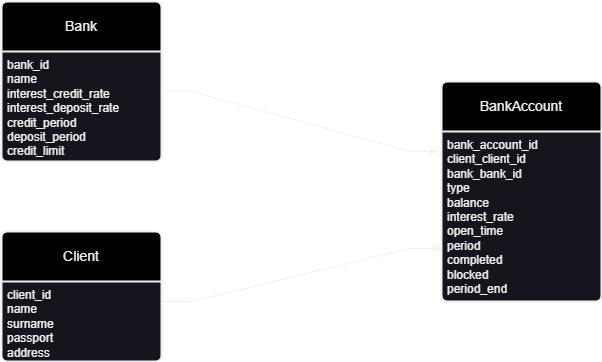 Bank
bank_id
name
interest_credit_rate
interest_deposit_rate
credit_period
deposit_period
credit_limit
BankAccount
bank_account_id
client_client_id
bank_bank_id
type
balance
interest_rate
open_time
period
completed
blocked
period_end
Client
client_id
name
surname
passport
address